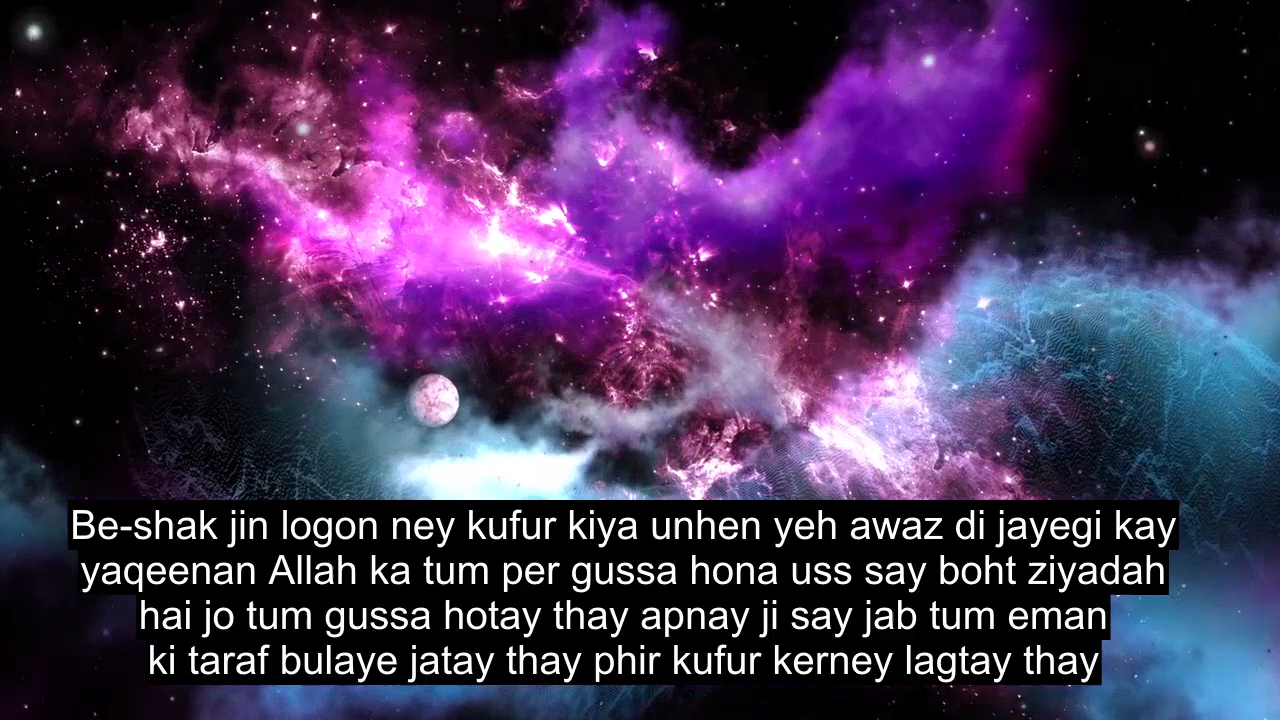 Be-shak jin logon ney kufur kiya unhen yeh awaz di jayegi kay
yaqeenan Allah ka tum per gussa hona uss say boht ziyadah
hai jo tum gussa hotay thay apnay ji say jab tum eman
ki taraf bulaye jatay thay phir kufur kerney lagtay thay